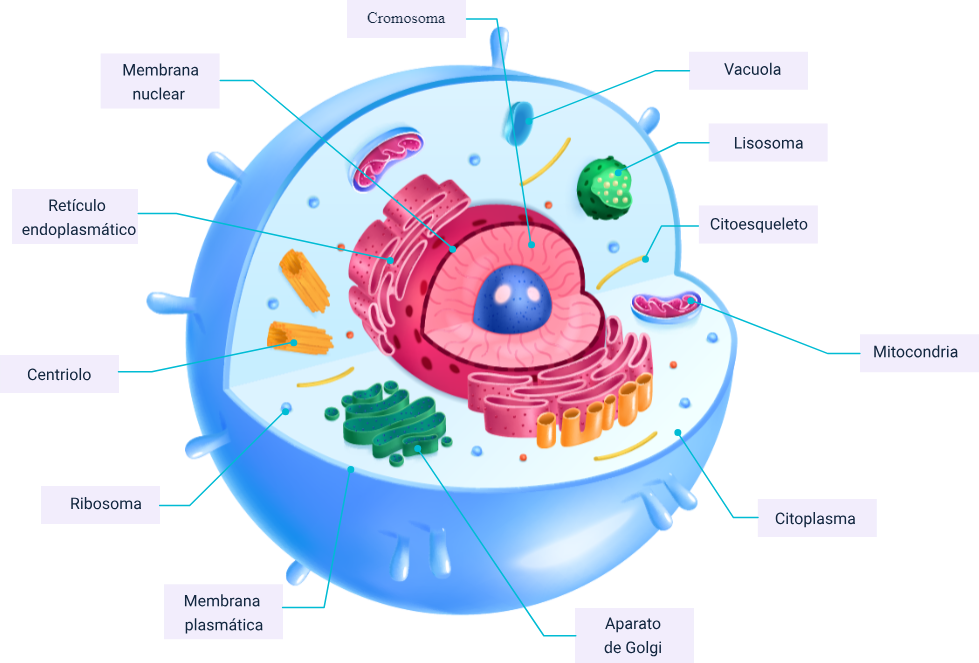 Cromosoma
Membrana
nuclear
Vacuola
Lisosoma
Retículo
endoplasmático
Citoesqueleto
Mitocondria
Centriolo
Ribosoma
Citoplasma
Membrana
plasmática
Aparato
de Golgi